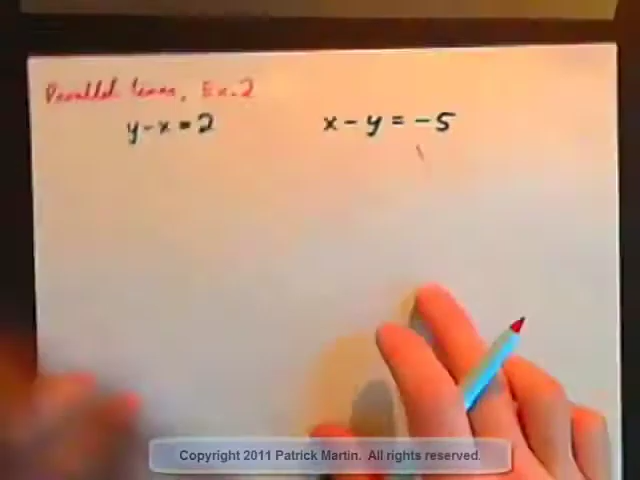 Parallel Lines, Ex. 2
y-x=2 x-y=-5
Copyright 2011 Patrick Martin. All rights reserved.